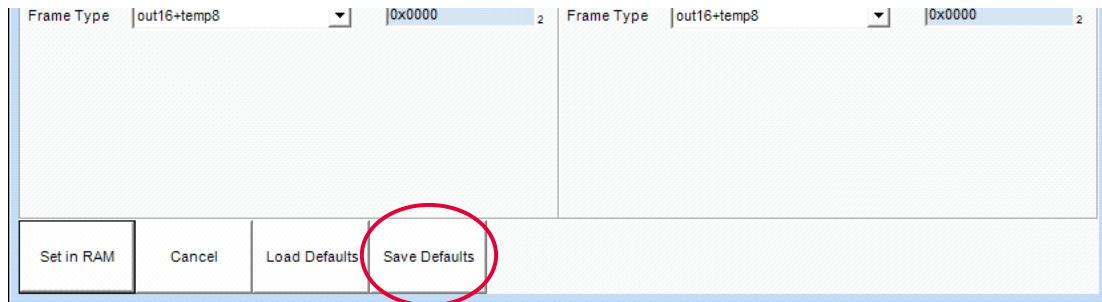 Frame Type out16+temp8 0x0000 2 Frame Type out16+temp8 0x0000 2
Set in RAM Cancel Load Defaults Save Defaults